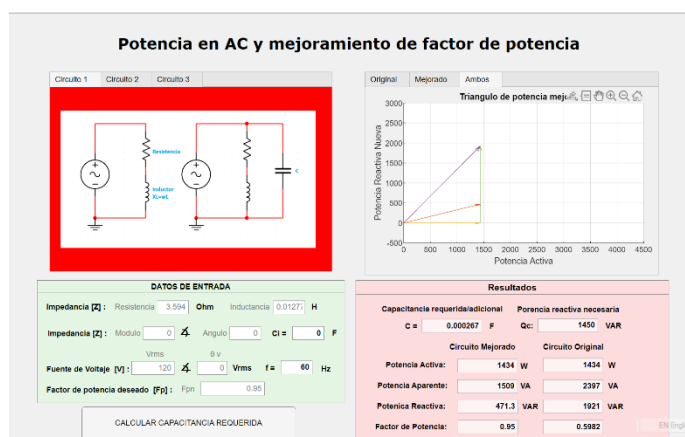 Potencia en AC y mejoramiento de factor de potencia
Circuito 1 Circuito 2 Circuito 3
Resistencia
Inductor
XL=wL
C
Original Mejorado Ambos
Triangulo de potencia mej
Potencia Reactiva Nueva
3000
2500
2000
1500
1000
500
0
-500
0 500 1000 1500 2000 2500 3000 3500 4000 4500
Potencia Activa
DATOS DE ENTRADA
Impedancia [Z] : Resistencia 3.594 Ohm Inductancia 0.0127 H
Impedancia [Z] : Modulo 0 Angulo 0 Ci = 0 F
Vrms θ v
Fuente de Voltaje [V] : 120 0 Vrms f = 60 Hz
Factor de potencia deseado [Fp] : Fpn 0.95
CALCULAR CAPACITANCIA REQUERIDA
Resultados
Capacitancia requerida/adicional Porencia reactiva necesaria
C = 0.000267 F Qc: 1450 VAR
Circuito Mejorado Circuito Original
Potencia Activa: 1434 W 1434 W
Potencia Aparente: 1509 VA 2397 VA
Potenica Reactiva: 471.3 VAR 1921 VAR
Factor de Potencia: 0.95 0.5982
EN Engl